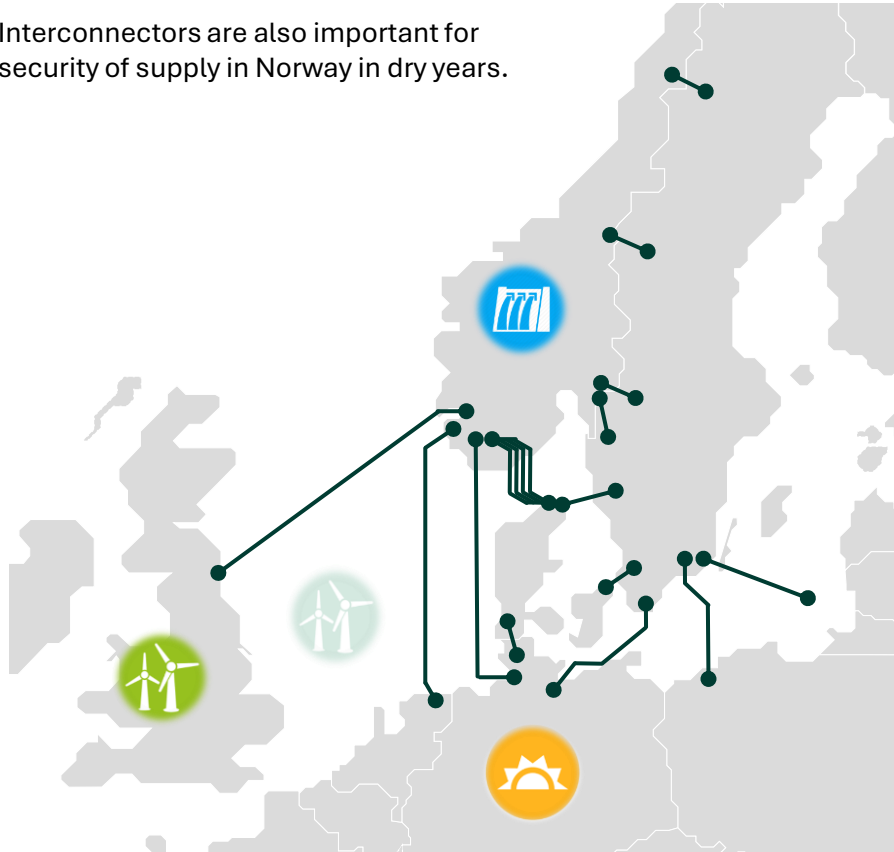 Interconnectors are also important for
security of supply in Norway in dry years.